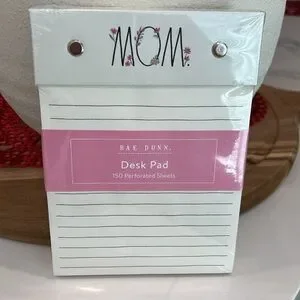 MOM.
RAE DUNN.
Desk Pad
150 Perforated Sheets